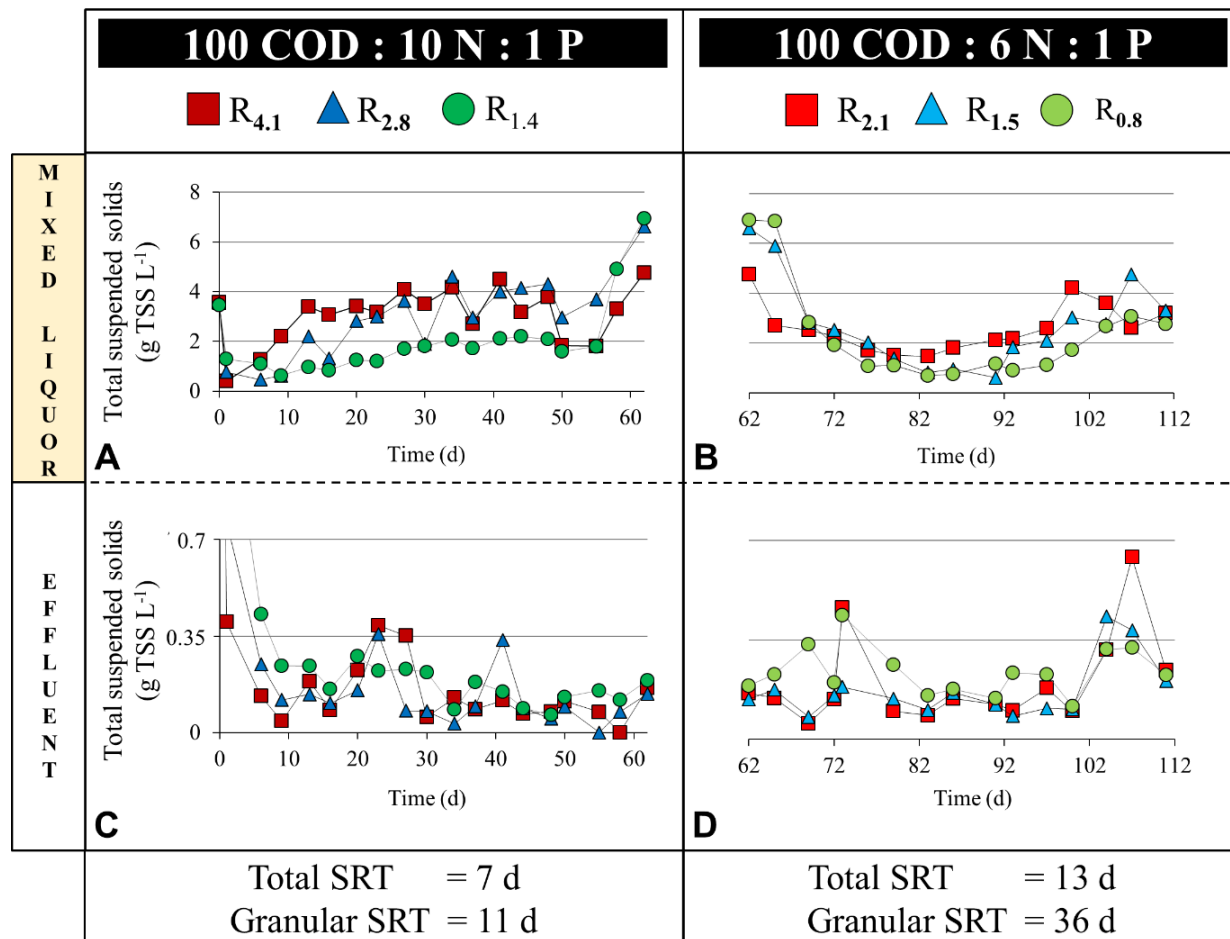 100 COD : 10 N : 1 P
100 COD : 6 N : 1 P
R4.1 R2.8 R1.4
R2.1 R1.5 R0.8
MIXED LIQUOR
Total suspended solids
(g TSS L-1)
8
6
4
2
0
0 10 20 30 40 50 60
Time (d)
A
62 72 82 92 102 112
Time (d)
B
EFFLUENT
Total suspended solids
(g TSS L-1)
0.7
0.35
0
0 10 20 30 40 50 60
Time (d)
C
62 72 82 92 102 112
Time (d)
D
Total SRT = 7 d
Granular SRT = 11 d
Total SRT = 13 d
Granular SRT = 36 d